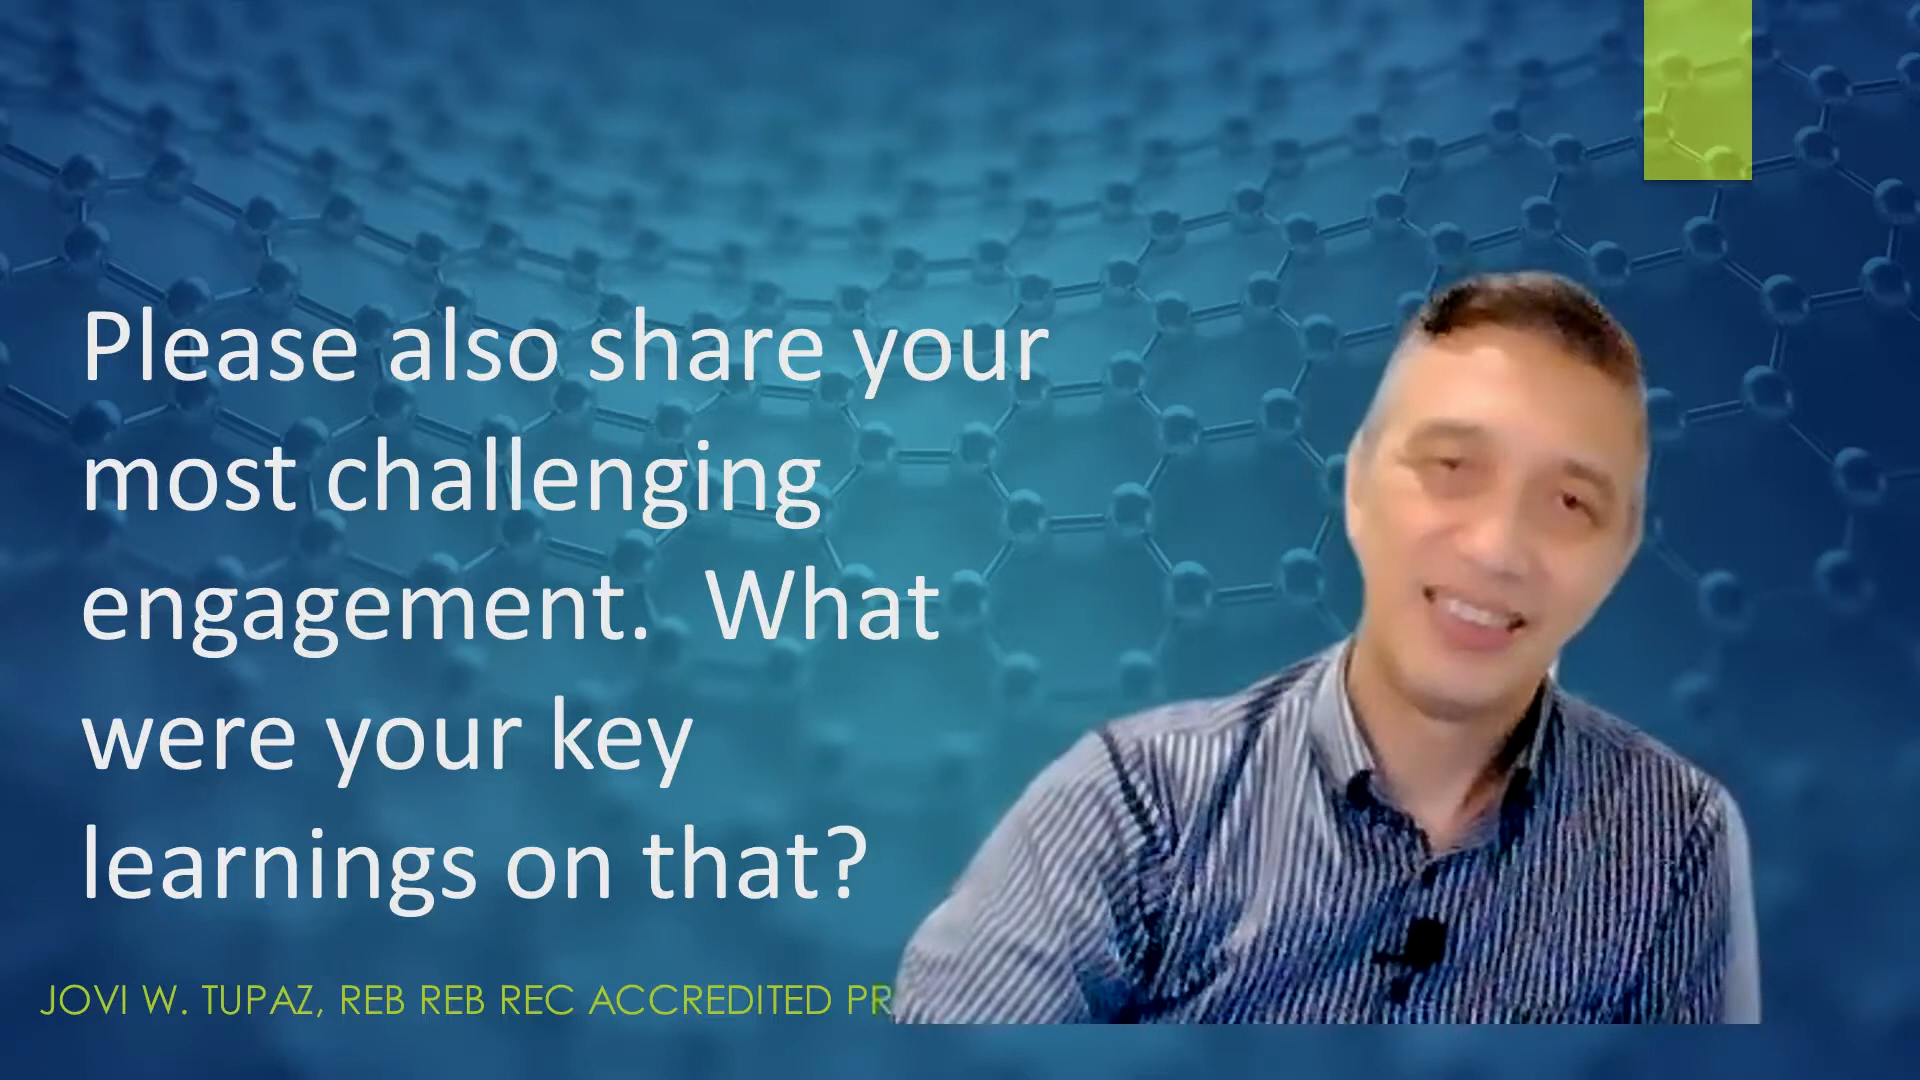 Please also share your
most challenging
engagement.  What
were your key
learnings on that?
JOVI W. TUPAZ, REB REB REC ACCREDITED PR